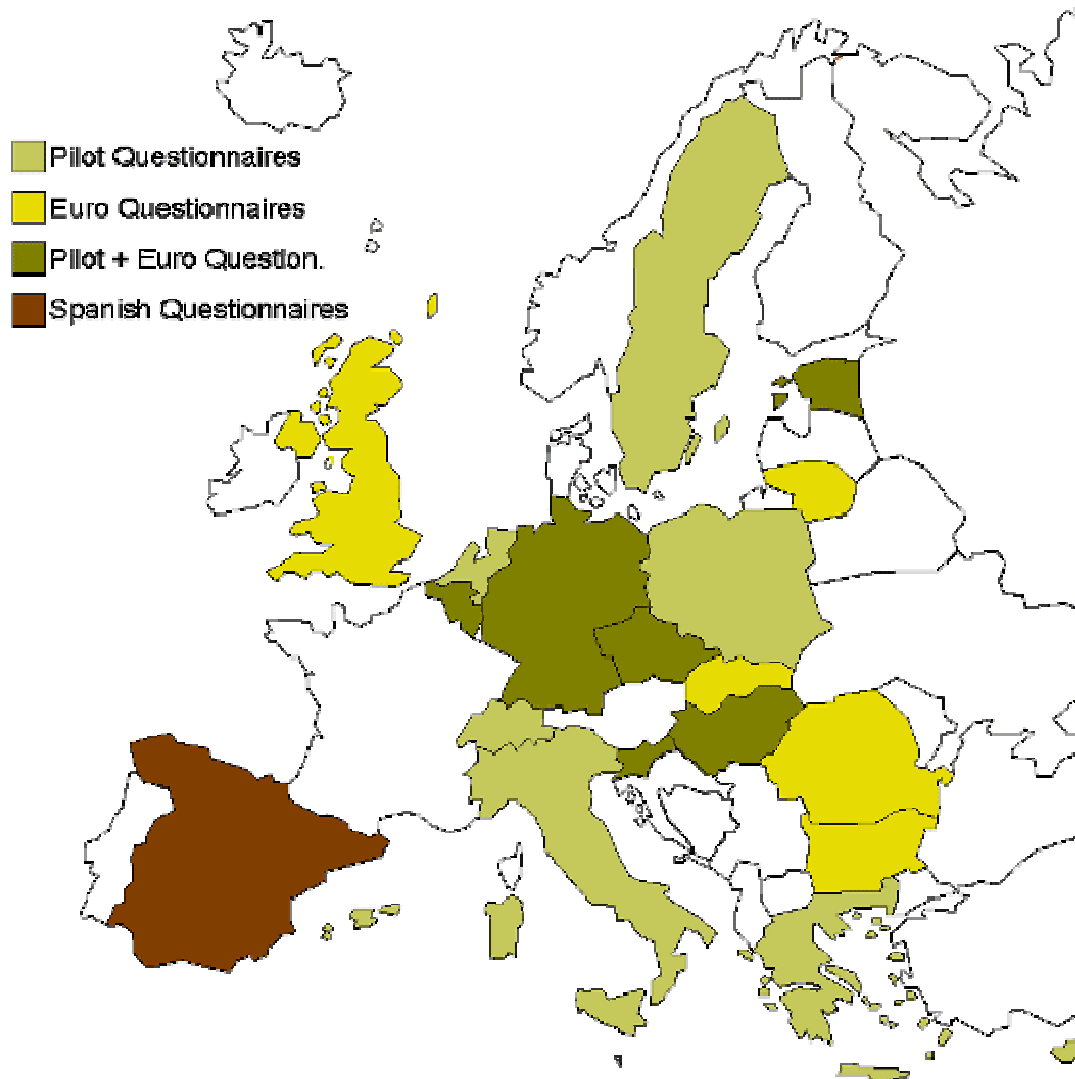 Pilot Questionnaires
Euro Questionnaires
Pilot + Euro Question.
Spanish Questionnaires